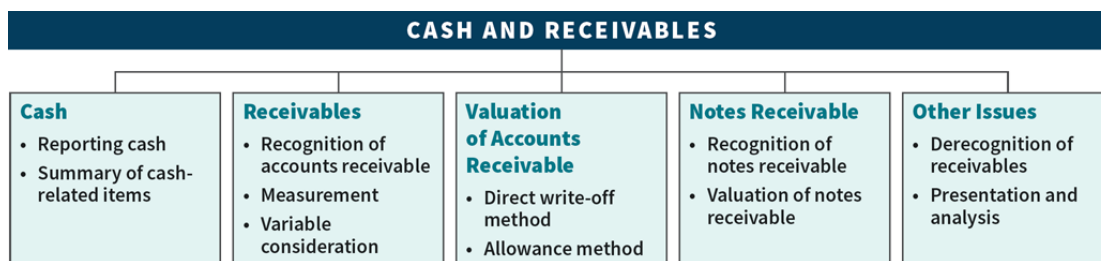 CASH AND RECEIVABLES
Cash
• Reporting cash
• Summary of cash-
related items
Receivables
• Recognition of
accounts receivable
• Measurement
• Variable
consideration
Valuation
of Accounts
Receivable
• Direct write-off
method
• Allowance method
Notes Receivable
• Recognition of
notes receivable
• Valuation of notes
receivable
Other Issues
• Derecognition of
receivables
• Presentation and
analysis